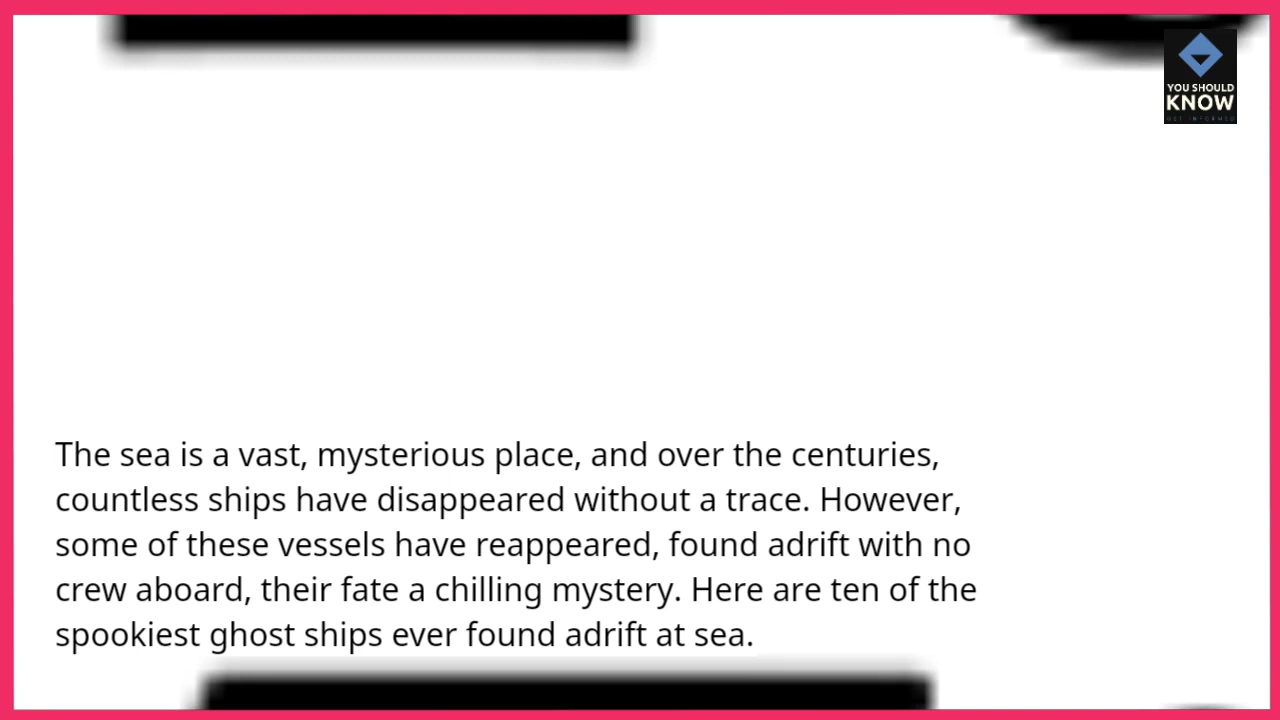 YOU SHOULD
KNOW
GET INFORMED
The sea is a vast, mysterious place, and over the centuries,
countless ships have disappeared without a trace. However,
some of these vessels have reappeared, found adrift with no
crew aboard, their fate a chilling mystery. Here are ten of the
spookiest ghost ships ever found adrift at sea.